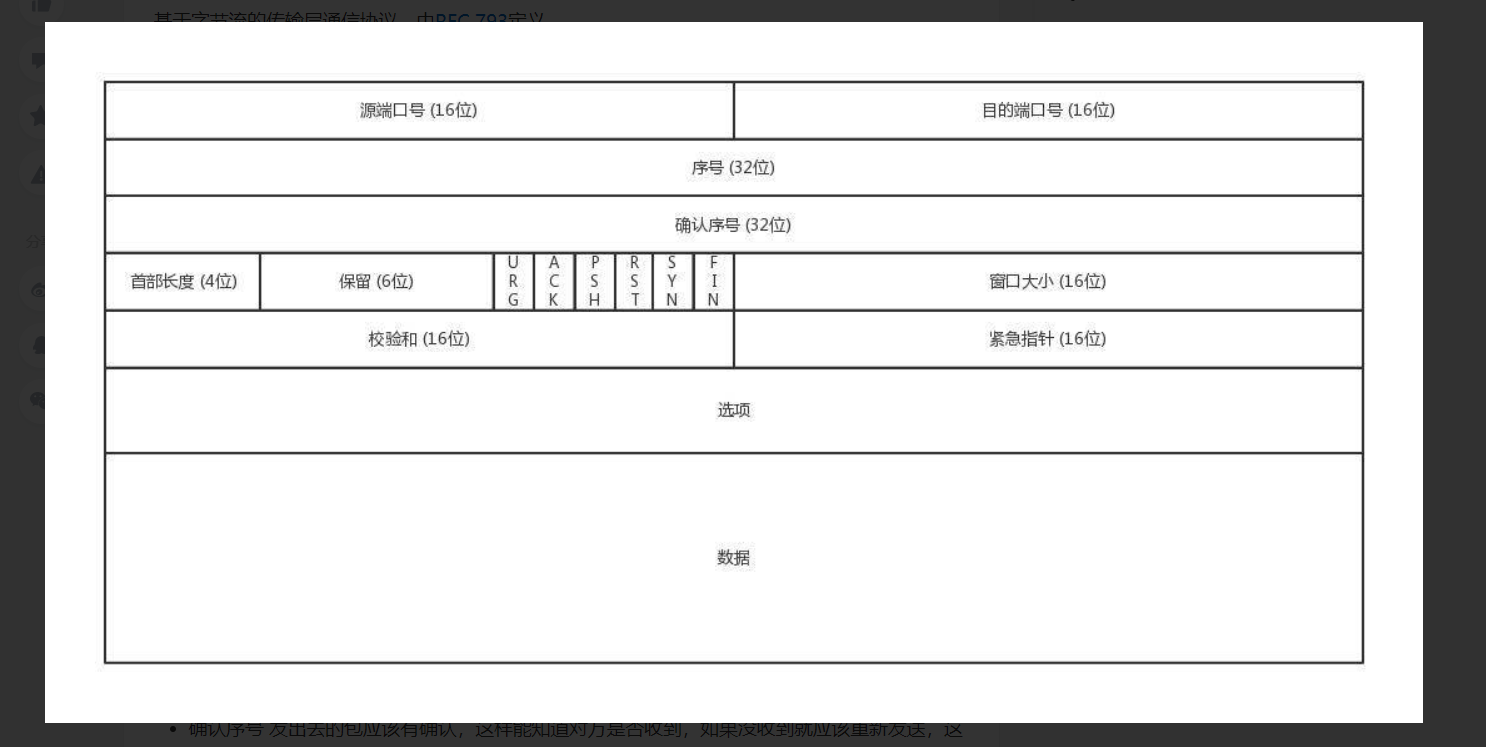 基于字节流的传输层通信协议，由RFC 793定义
源端口号 (16位)
目的端口号 (16位)
序号 (32位)
确认序号 (32位)
首部长度 (4位)
保留 (6位)
URG
ACK
PSH
RST
SYN
FIN
窗口大小 (16位)
校验和 (16位)
紧急指针 (16位)
选项
数据
• 确认序号 发出去的包应该有确认，这样能知道对方是否收到，如果没收到就应该重新发送，这